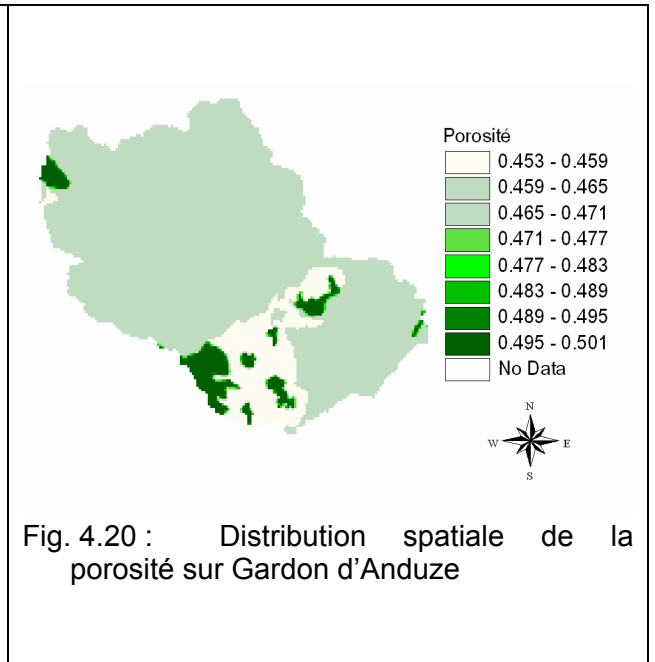 Porosité
0.453 - 0.459
0.459 - 0.465
0.465 - 0.471
0.471 - 0.477
0.477 - 0.483
0.483 - 0.489
0.489 - 0.495
0.495 - 0.501
No Data
N
W E
S
Fig. 4.20 : Distribution spatiale de la
porosité sur Gardon d'Anduze